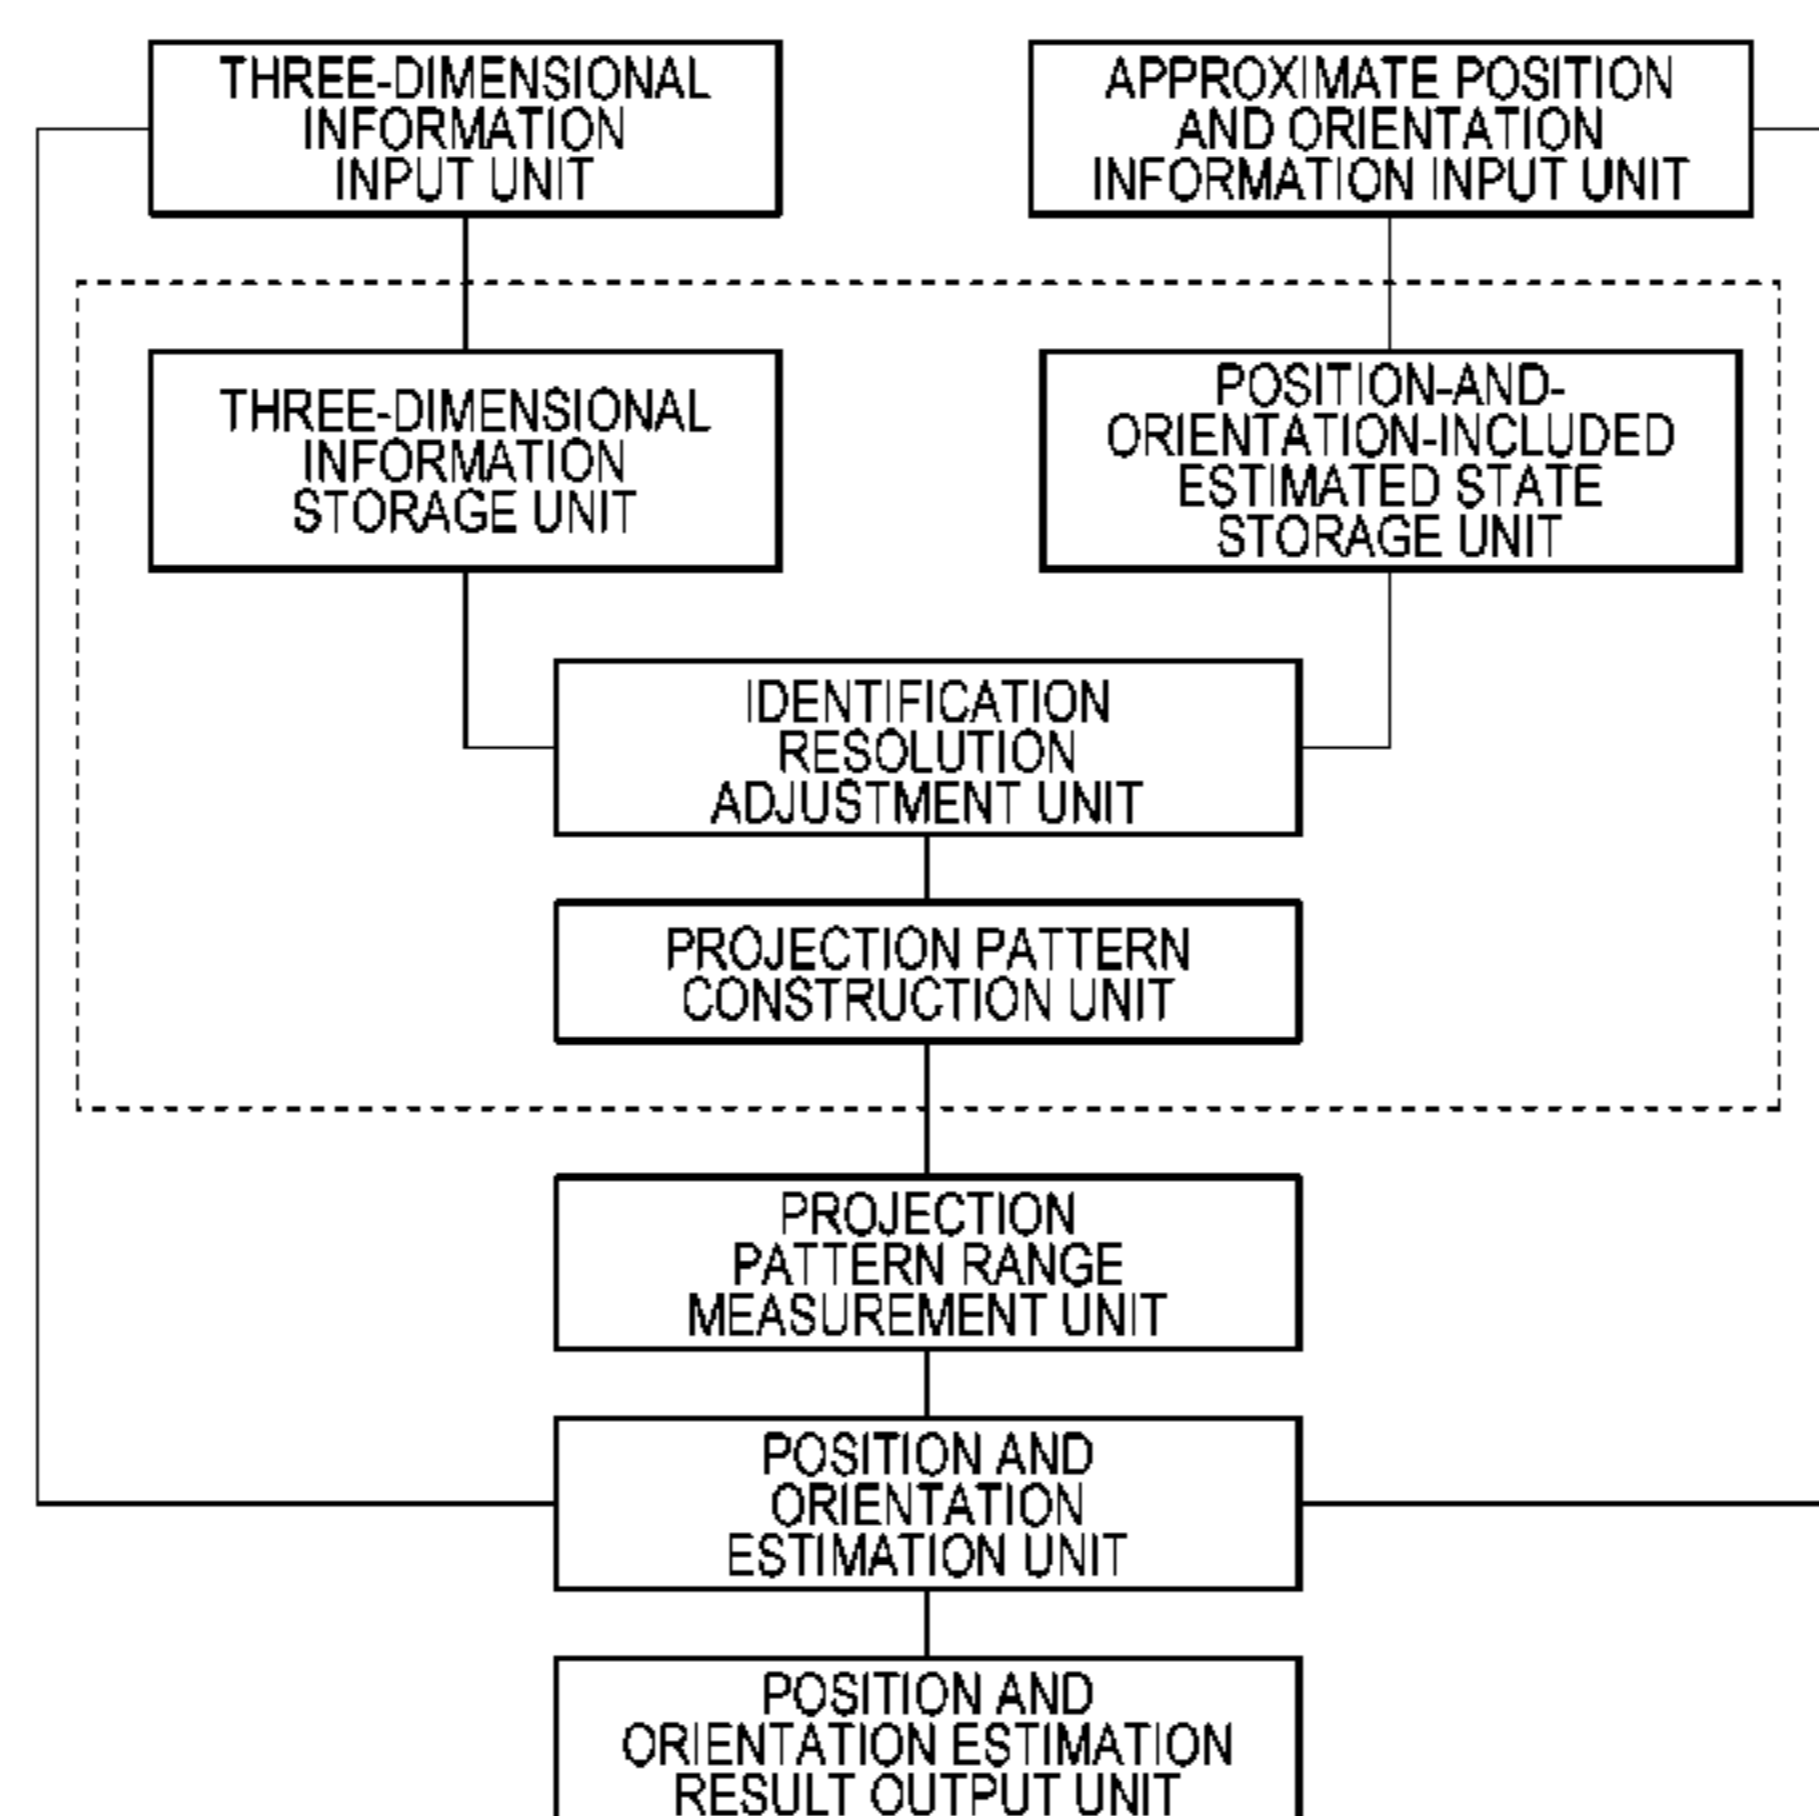 THREE-DIMENSIONAL
INFORMATION
INPUT UNIT
APPROXIMATE POSITION
AND ORIENTATION
INFORMATION INPUT UNIT
THREE-DIMENSIONAL
INFORMATION
STORAGE UNIT
POSITION-AND-
ORIENTATION-INCLUDED
ESTIMATED STATE
STORAGE UNIT
IDENTIFICATION
RESOLUTION
ADJUSTMENT UNIT
PROJECTION PATTERN
CONSTRUCTION UNIT
PROJECTION
PATTERN RANGE
MEASUREMENT UNIT
POSITION AND
ORIENTATION
ESTIMATION UNIT
POSITION AND
ORIENTATION ESTIMATION
RESULT OUTPUT UNIT